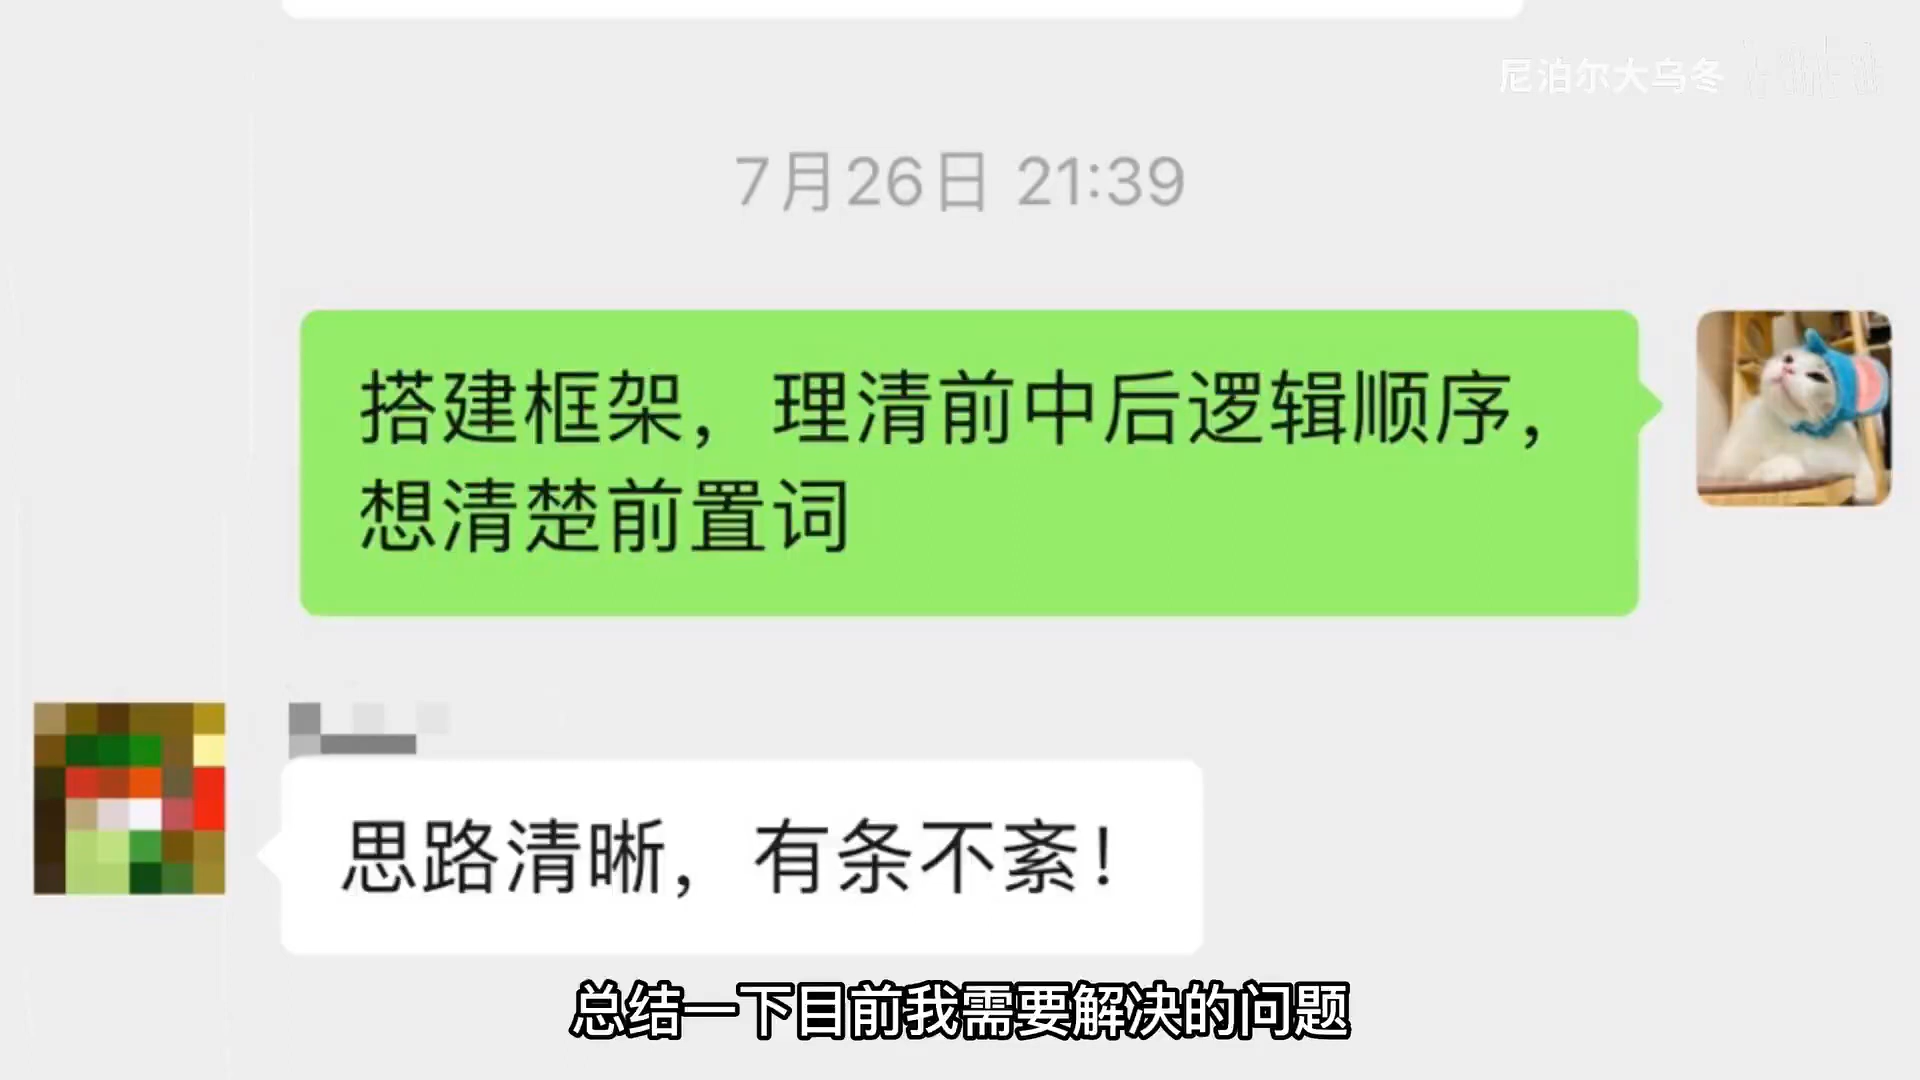 尼泊尔大乌冬
7月26日 21:39
搭建框架，理清前中后逻辑顺序，
想清楚前置词
思路清晰，有条不紊！
总结一下目前我需要解决的问题